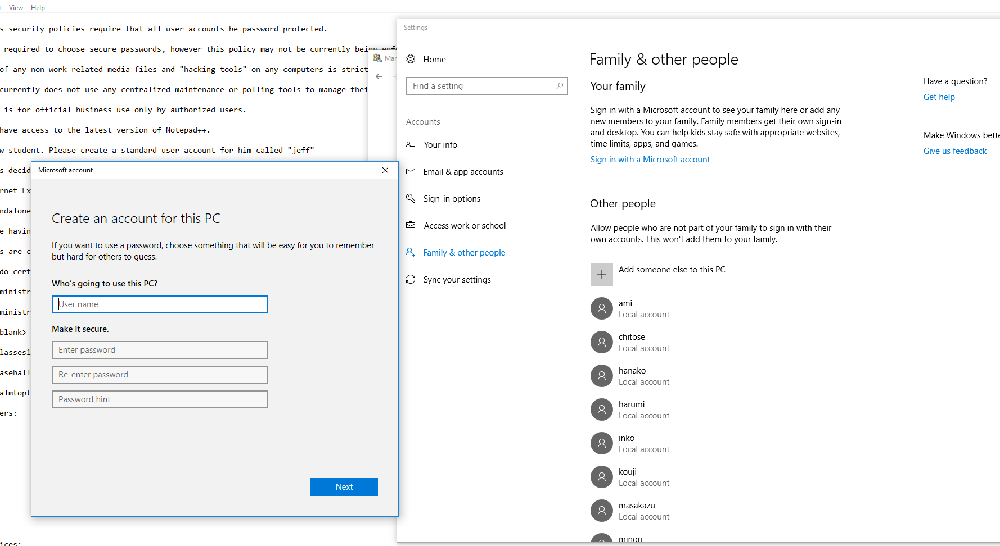 View Help
s security policies require that all user accounts be password protected.
required to choose secure passwords, however this policy may not be currently being enfo
of any non-work related media files and "hacking tools" on any computers is strict
currently does not use any centralized maintenance or polling tools to manage thei
is for official business use only by authorized users.
have access to the latest version of Notepad++.
w student. Please create a standard user account for him called "jeff"
s decid
rnet Ex
ndalone
e havin
s are c
do cert
ministr
ministr
blank>
lasses1
aseball
almtopt
ers:
ices:
Man
Microsoft account
Create an account for this PC
If you want to use a password, choose something that will be easy for you to remember
but hard for others to guess.
Who's going to use this PC?
User name
Make it secure.
Enter password
Re-enter password
Password hint
Next
Settings
Home
Find a setting
Accounts
Your info
Email & app accounts
Sign-in options
Access work or school
Family & other people
Sync your settings
Family & other people
Your family
Sign in with a Microsoft account to see your family here or add any
new members to your family. Family members get their own sign-in
and desktop. You can help kids stay safe with appropriate websites,
time limits, apps, and games.
Sign in with a Microsoft account
Other people
Allow people who are not part of your family to sign in with their
own accounts. This won't add them to your family.
Add someone else to this PC
ami
Local account
chitose
Local account
hanako
Local account
harumi
Local account
inko
Local account
kouji
Local account
masakazu
Local account
minori
Have a question?
Get help
Make Windows bette
Give us feedback